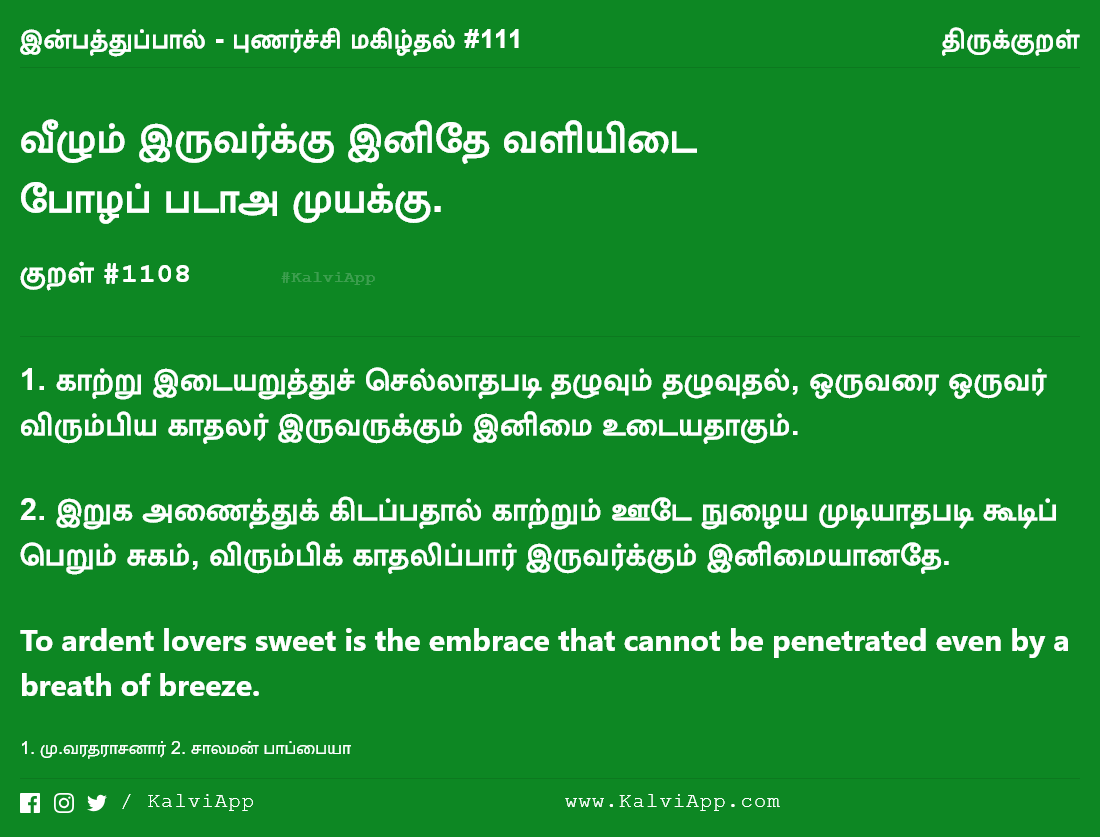 இன்பத்துப்பால் - புணர்ச்சி மகிழ்தல் #111 திருக்குறள்
வீழும் இருவர்க்கு இனிதே வளியிடை
போழப் படாஅ முயக்கு.
குறள் #1108 #KalviApp
1. காற்று இடையறுத்துச் செல்லாதபடி தழுவும் தழுவுதல், ஒருவரை ஒருவர்
விரும்பிய காதலர் இருவருக்கும் இனிமை உடையதாகும்.
2. இறுக அணைத்துக் கிடப்பதால் காற்றும் ஊடே நுழைய முடியாதபடி கூடிப்
பெறும் சுகம், விரும்பிக் காதலிப்பார் இருவர்க்கும் இனிமையானதே.
To ardent lovers sweet is the embrace that cannot be penetrated even by a
breath of breeze.
1. மு.வரதராசனார் 2. சாலமன் பாப்பையா
/ KalviApp www.KalviApp.com